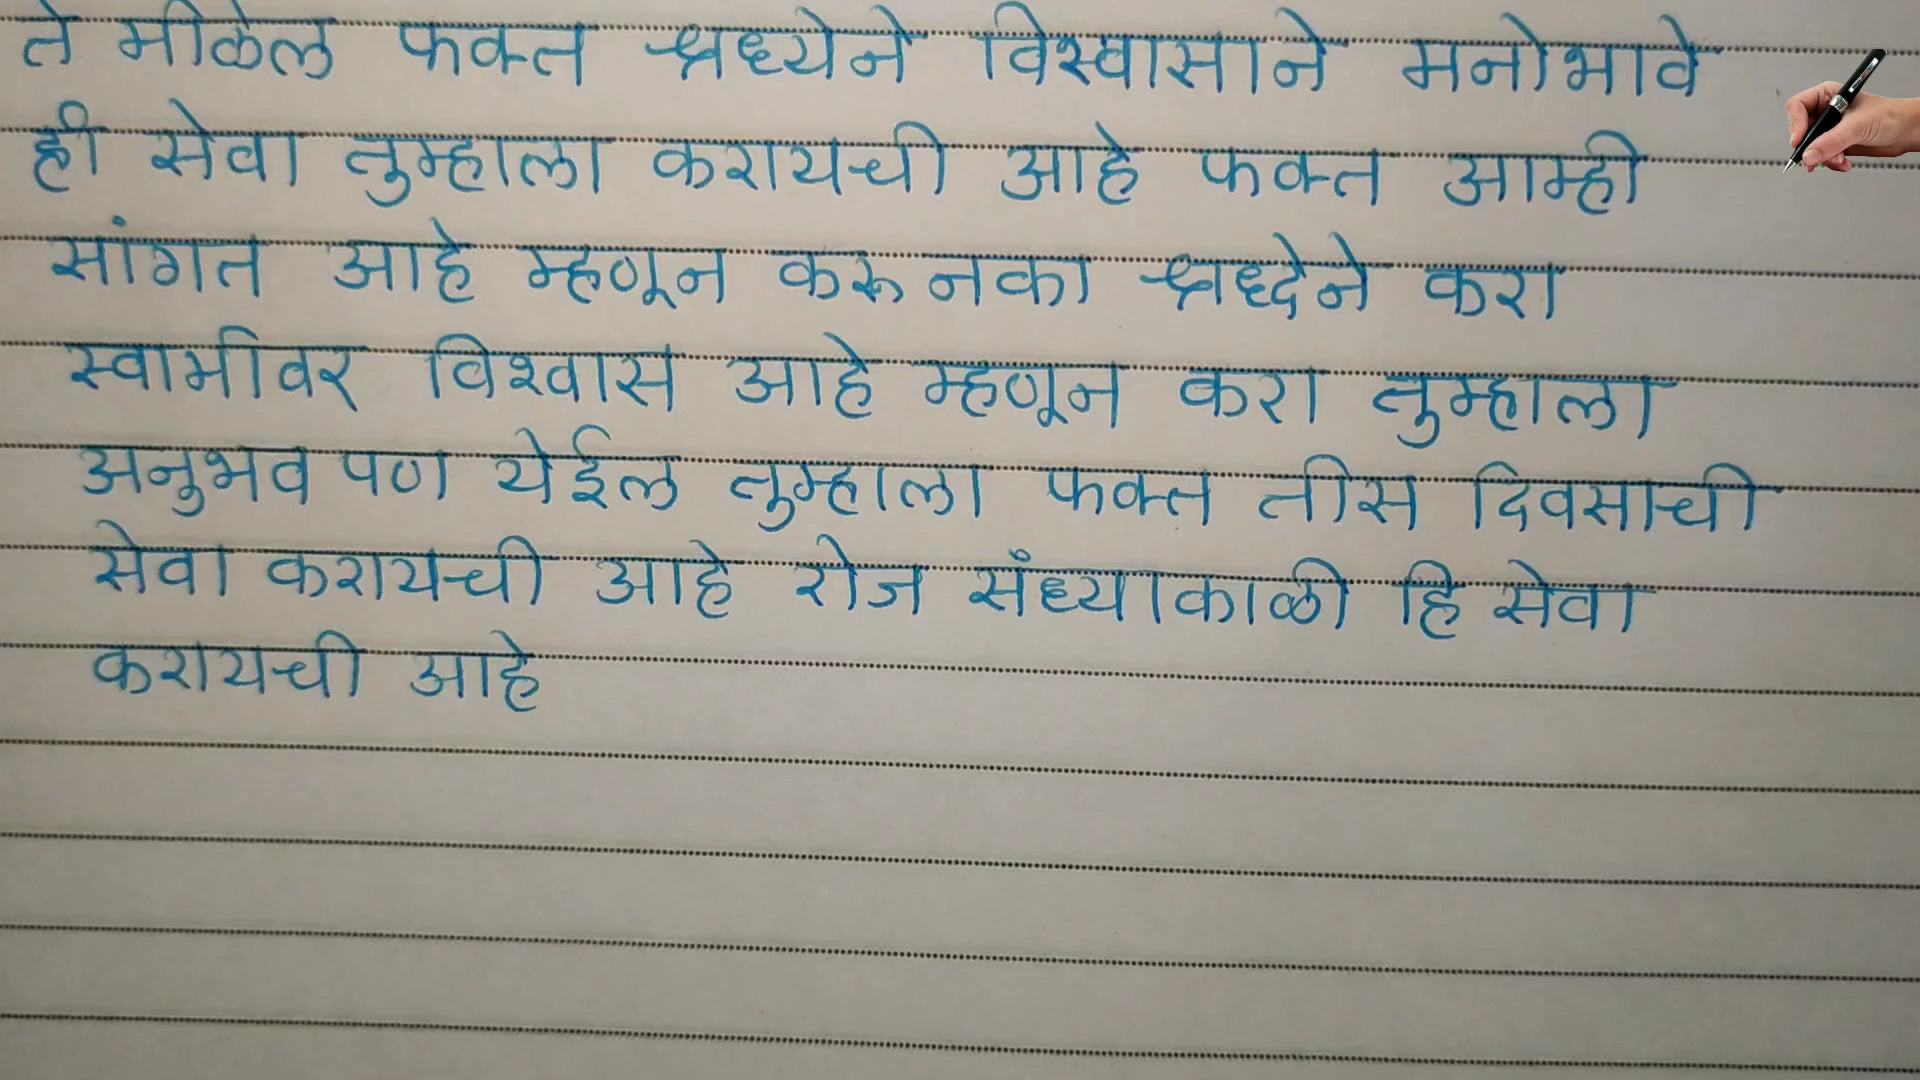 ते मीळेल फक्त श्रध्येने विश्वासाने मनोभावे
ही सेवा तुम्हाला करायची आहे फक्त आम्ही
सांगत आहे म्हणून करू नका श्रध्देने करा
स्वामीवर विश्वास आहे म्हणून करा तुम्हाला
अनुभव पण येईल तुम्हाला फक्त तीस दिवसाची
सेवा करायची आहे रोज संध्याकाळी हि सेवा
करायची आहे